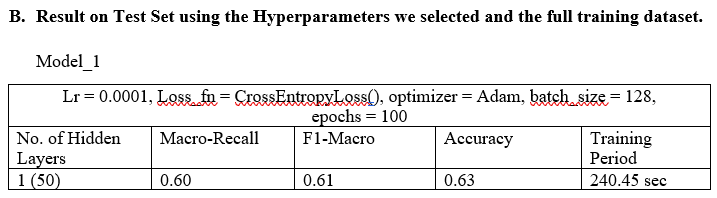 B. Result on Test Set using the Hyperparameters we selected and the full training dataset.
Model_1
Lr = 0.0001, Loss_fn = CrossEntropyLoss(), optimizer = Adam, batch_size = 128,
epochs = 100
No. of Hidden Layers Macro-Recall F1-Macro Accuracy Training Period
1 (50) 0.60 0.61 0.63 240.45 sec